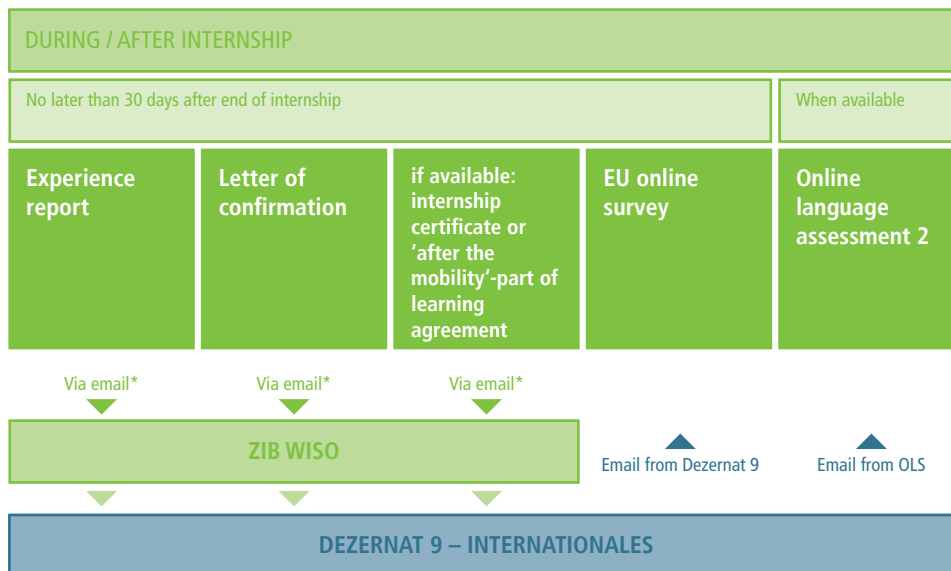 DURING / AFTER INTERNSHIP
No later than 30 days after end of internship
When available
Experience
report
Letter of
confirmation
if available:
internship
certificate or
‘after the
mobility‘-part of
learning
agreement
EU online
survey
Online
language
assessment 2
Via email*
Via email*
Via email*
ZIB WISO
Email from Dezernat 9
Email from OLS
DEZERNAT 9 – INTERNATIONALES